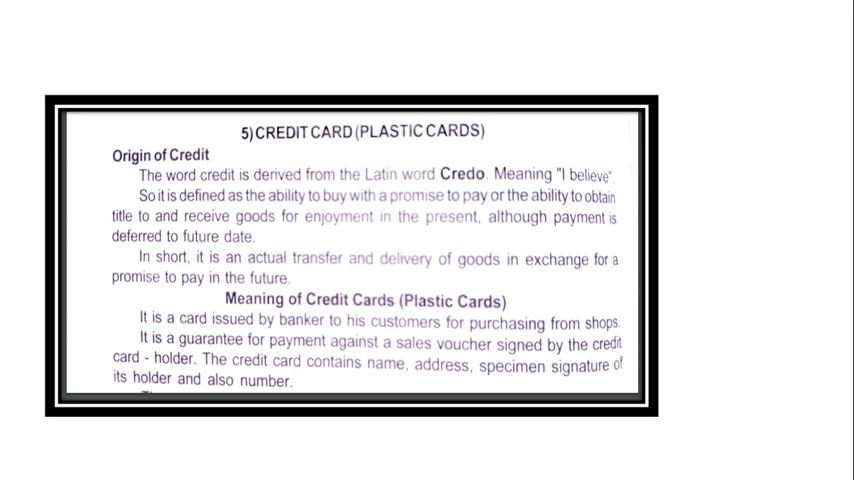 5) CREDIT CARD (PLASTIC CARDS)
Origin of Credit
The word credit is derived from the Latin word Credo. Meaning "I believe".
So it is defined as the ability to buy with a promise to pay or the ability to obtain
title to and receive goods for enjoyment in the present, although payment is
deferred to future date.
In short, it is an actual transfer and delivery of goods in exchange for a
promise to pay in the future.
Meaning of Credit Cards (Plastic Cards)
It is a card issued by banker to his customers for purchasing from shops.
It is a guarantee for payment against a sales voucher signed by the credit
card - holder. The credit card contains name, address, specimen signature of
its holder and also number.